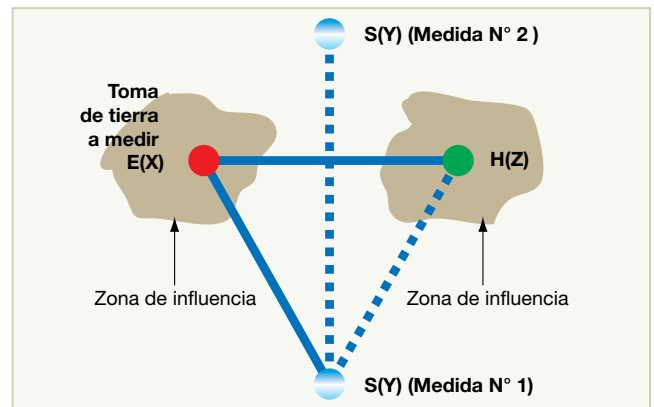 S(Y) (Medida N° 2 )
Toma
de tierra
a medir
E(X)
H(Z)
Zona de influencia
Zona de influencia
S(Y) (Medida N° 1)